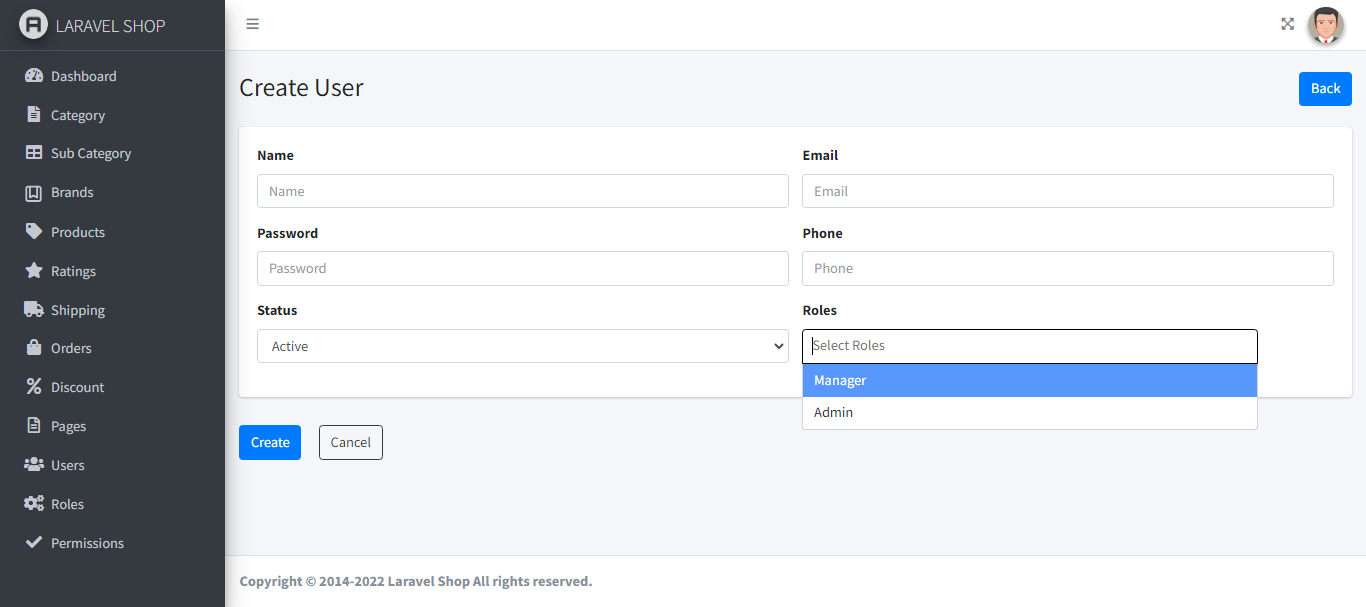 LARAVEL SHOP
Dashboard
Category
Sub Category
Brands
Products
Ratings
Shipping
Orders
Discount
Pages
Users
Roles
Permissions
Create User
Back
Name
Email
Name
Email
Password
Phone
Password
Phone
Status
Roles
Active
Select Roles
Manager
Admin
Create
Cancel
Copyright © 2014-2022 Laravel Shop All rights reserved.